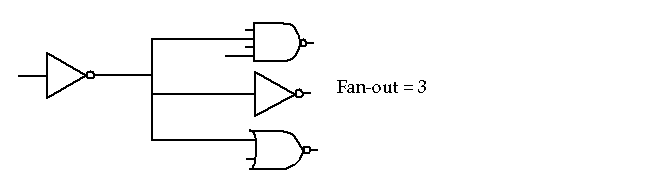 Fan-out = 3